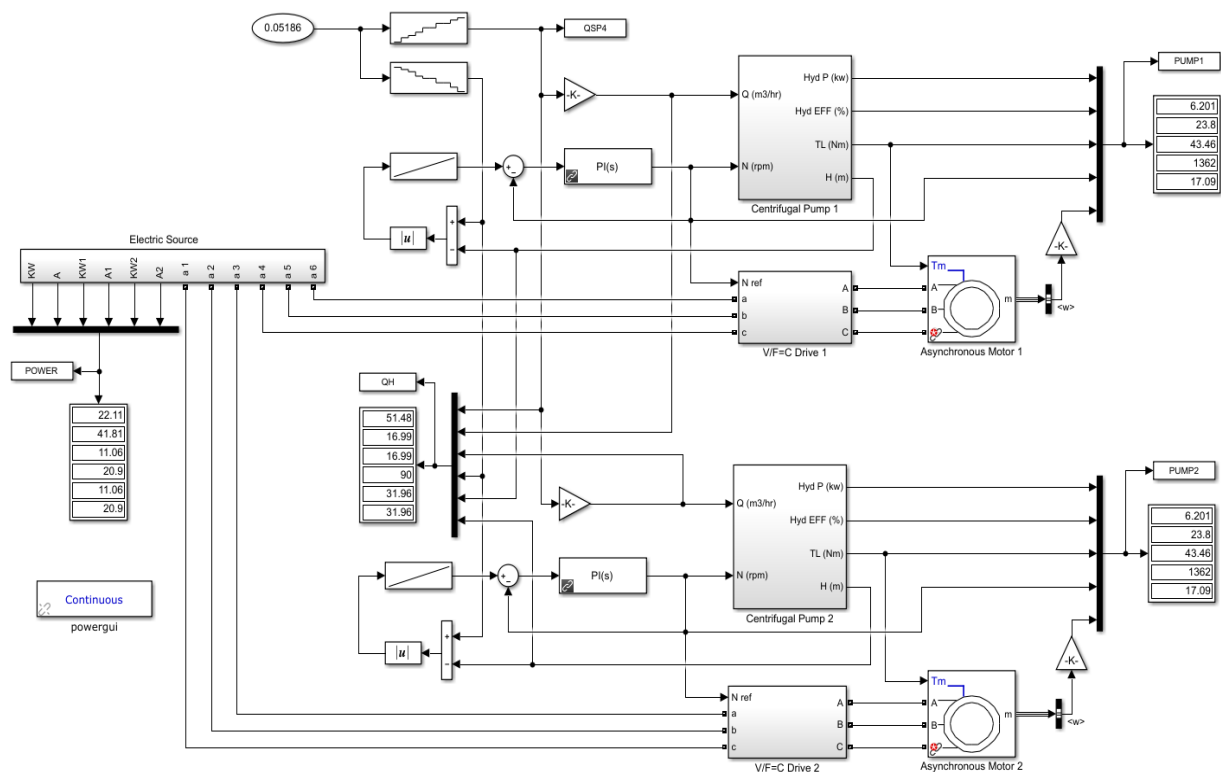 0.05186
QSP4
-K-
PI(s)
|u|
+
−
+
−
Q (m3/hr)
N (rpm)
Hyd P (kw)
Hyd EFF (%)
TL (Nm)
H (m)
Centrifugal Pump 1
PUMP1
6.201
23.8
43.46
1362
17.09
-K-
Electric Source
KW
A
KW1
A1
KW2
A2
a 1
a 2
a 3
a 4
a 5
a 6
N ref
a
b
c
A
B
C
V/F=C Drive 1
Tm
A
B
m
<w>
Asynchronous Motor 1
POWER
22.11
41.81
11.06
20.9
11.06
20.9
QH
51.48
16.99
16.99
90
31.96
31.96
Continuous
powergui
-K-
PI(s)
|u|
+
−
+
−
Q (m3/hr)
N (rpm)
Hyd P (kw)
Hyd EFF (%)
TL (Nm)
H (m)
Centrifugal Pump 2
PUMP2
6.201
23.8
43.46
1362
17.09
-K-
N ref
a
b
c
A
B
C
V/F=C Drive 2
Tm
A
B
m
<w>
Asynchronous Motor 2